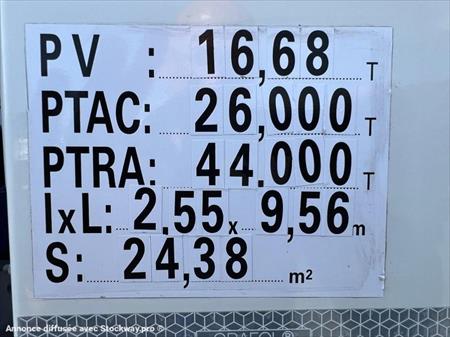 PV : 16,68 T
PTAC: 26,000 T
PTRA: 44.000 T
IxL: 2,55 x 9,56 m
S: 24,38 m²
Annonce diffusée avec Stockway.pro ®